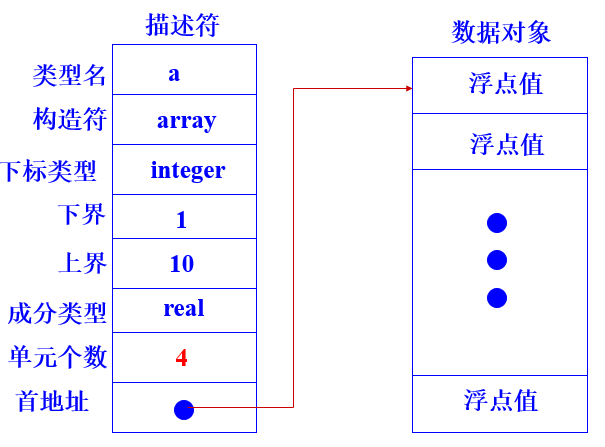 描述符
数据对象
类型名 a
构造符 array
下标类型 integer
下界 1
上界 10
成分类型 real
单元个数 4
首地址
浮点值
浮点值
浮点值